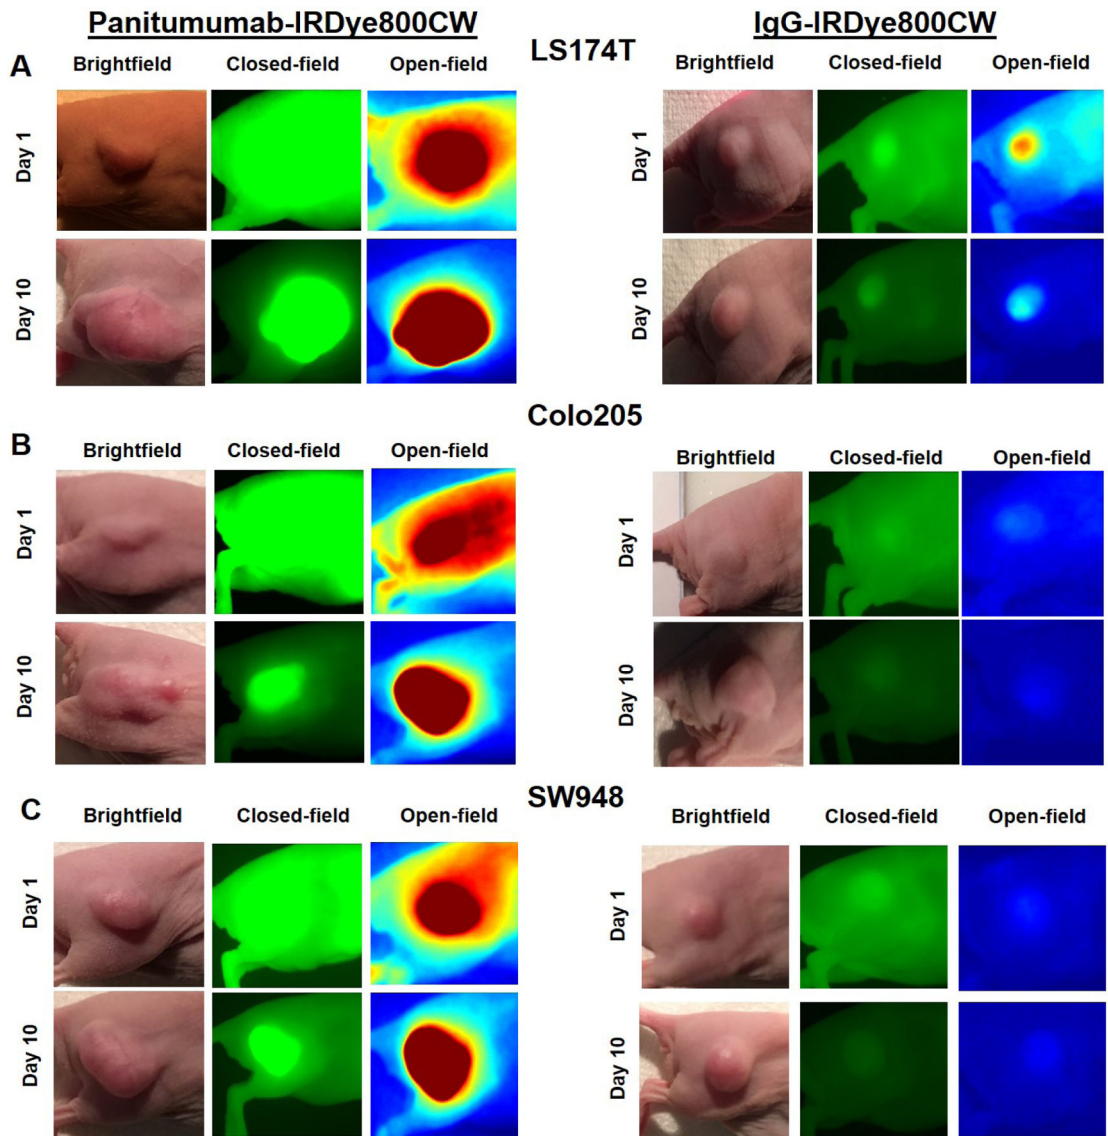 Panitumumab-IRDye800CW
IgG-IRDye800CW
LS174T
A
Brightfield
Closed-field
Open-field
Brightfield
Closed-field
Open-field
Day 1
Day 1
Day 10
Day 10
Colo205
B
Brightfield
Closed-field
Open-field
Brightfield
Closed-field
Open-field
Day 1
Day 1
Day 10
Day 10
SW948
C
Brightfield
Closed-field
Open-field
Brightfield
Closed-field
Open-field
Day 1
Day 1
Day 10
Day 10